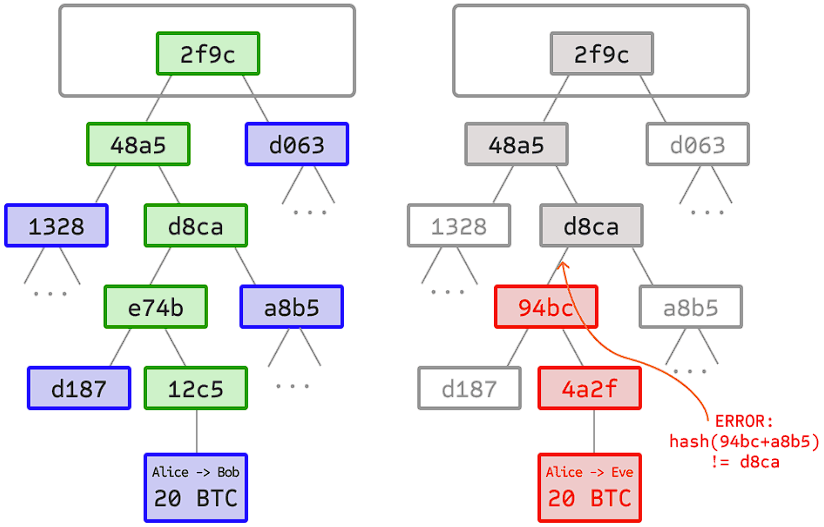 2f9c
48a5
d063
1328
d8ca
...
...
e74b
a8b5
d187
12c5
...
Alice -> Bob
20 BTC
2f9c
48a5
d063
1328
d8ca
...
...
94bc
a8b5
d187
4a2f
...
ERROR:
hash(94bc+a8b5)
!= d8ca
Alice -> Eve
20 BTC